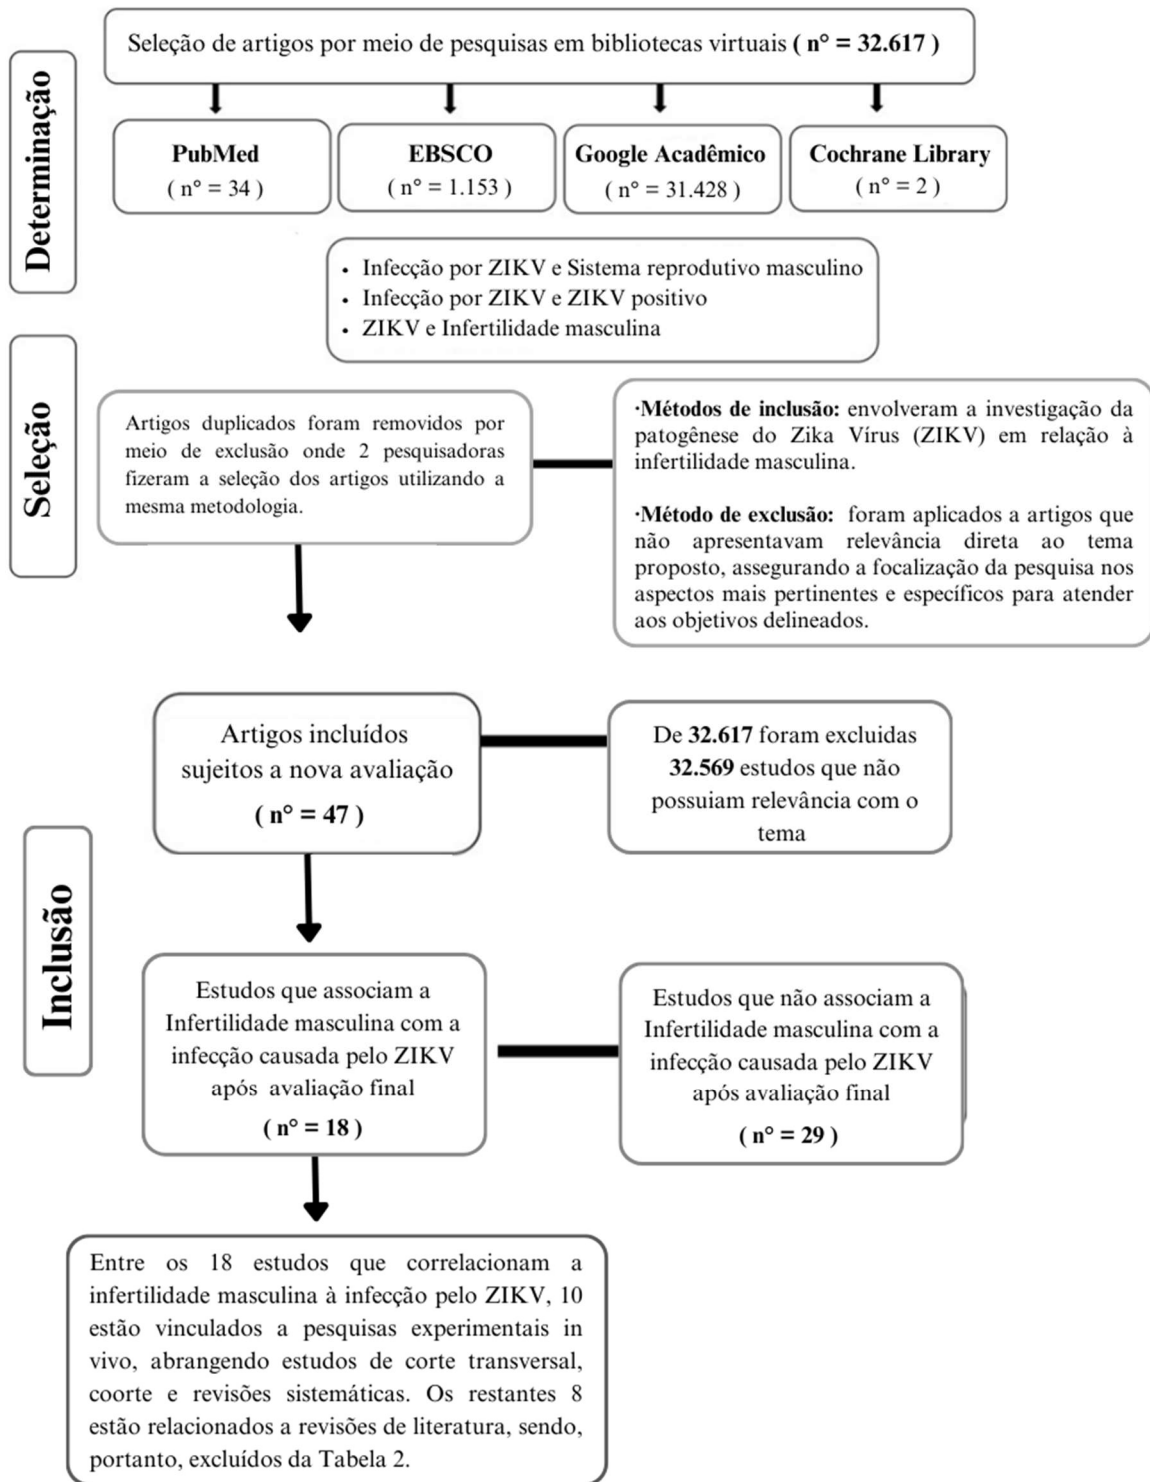 Determinação
Seleção de artigos por meio de pesquisas em bibliotecas virtuais ( n° = 32.617 )
PubMed
( n° = 34 )
EBSCO
( n° = 1.153 )
Google Acadêmico
( n° = 31.428 )
Cochrane Library
( n° = 2 )
• Infecção por ZIKV e Sistema reprodutivo masculino
• Infecção por ZIKV e ZIKV positivo
• ZIKV e Infertilidade masculina
Seleção
Artigos duplicados foram removidos por
meio de exclusão onde 2 pesquisadoras
fizeram a seleção dos artigos utilizando a
mesma metodologia.
·Métodos de inclusão: envolveram a investigação da
patogênese do Zika Vírus (ZIKV) em relação à
infertilidade masculina.
·Método de exclusão: foram aplicados a artigos que
não apresentavam relevância direta ao tema
proposto, assegurando a focalização da pesquisa nos
aspectos mais pertinentes e específicos para atender
aos objetivos delineados.
Inclusão
Artigos incluídos
sujeitos a nova avaliação
( n° = 47 )
De 32.617 foram excluidas
32.569 estudos que não
possuiam relevância com o
tema
Estudos que associam a
Infertilidade masculina com a
infecção causada pelo ZIKV
após avaliação final
( n° = 18 )
Estudos que não associam a
Infertilidade masculina com a
infecção causada pelo ZIKV
após avaliação final
( n° = 29 )
Entre os 18 estudos que correlacionam a
infertilidade masculina à infecção pelo ZIKV, 10
estão vinculados a pesquisas experimentais in
vivo, abrangendo estudos de corte transversal,
coorte e revisões sistemáticas. Os restantes 8
estão relacionados a revisões de literatura, sendo,
portanto, excluídos da Tabela 2.